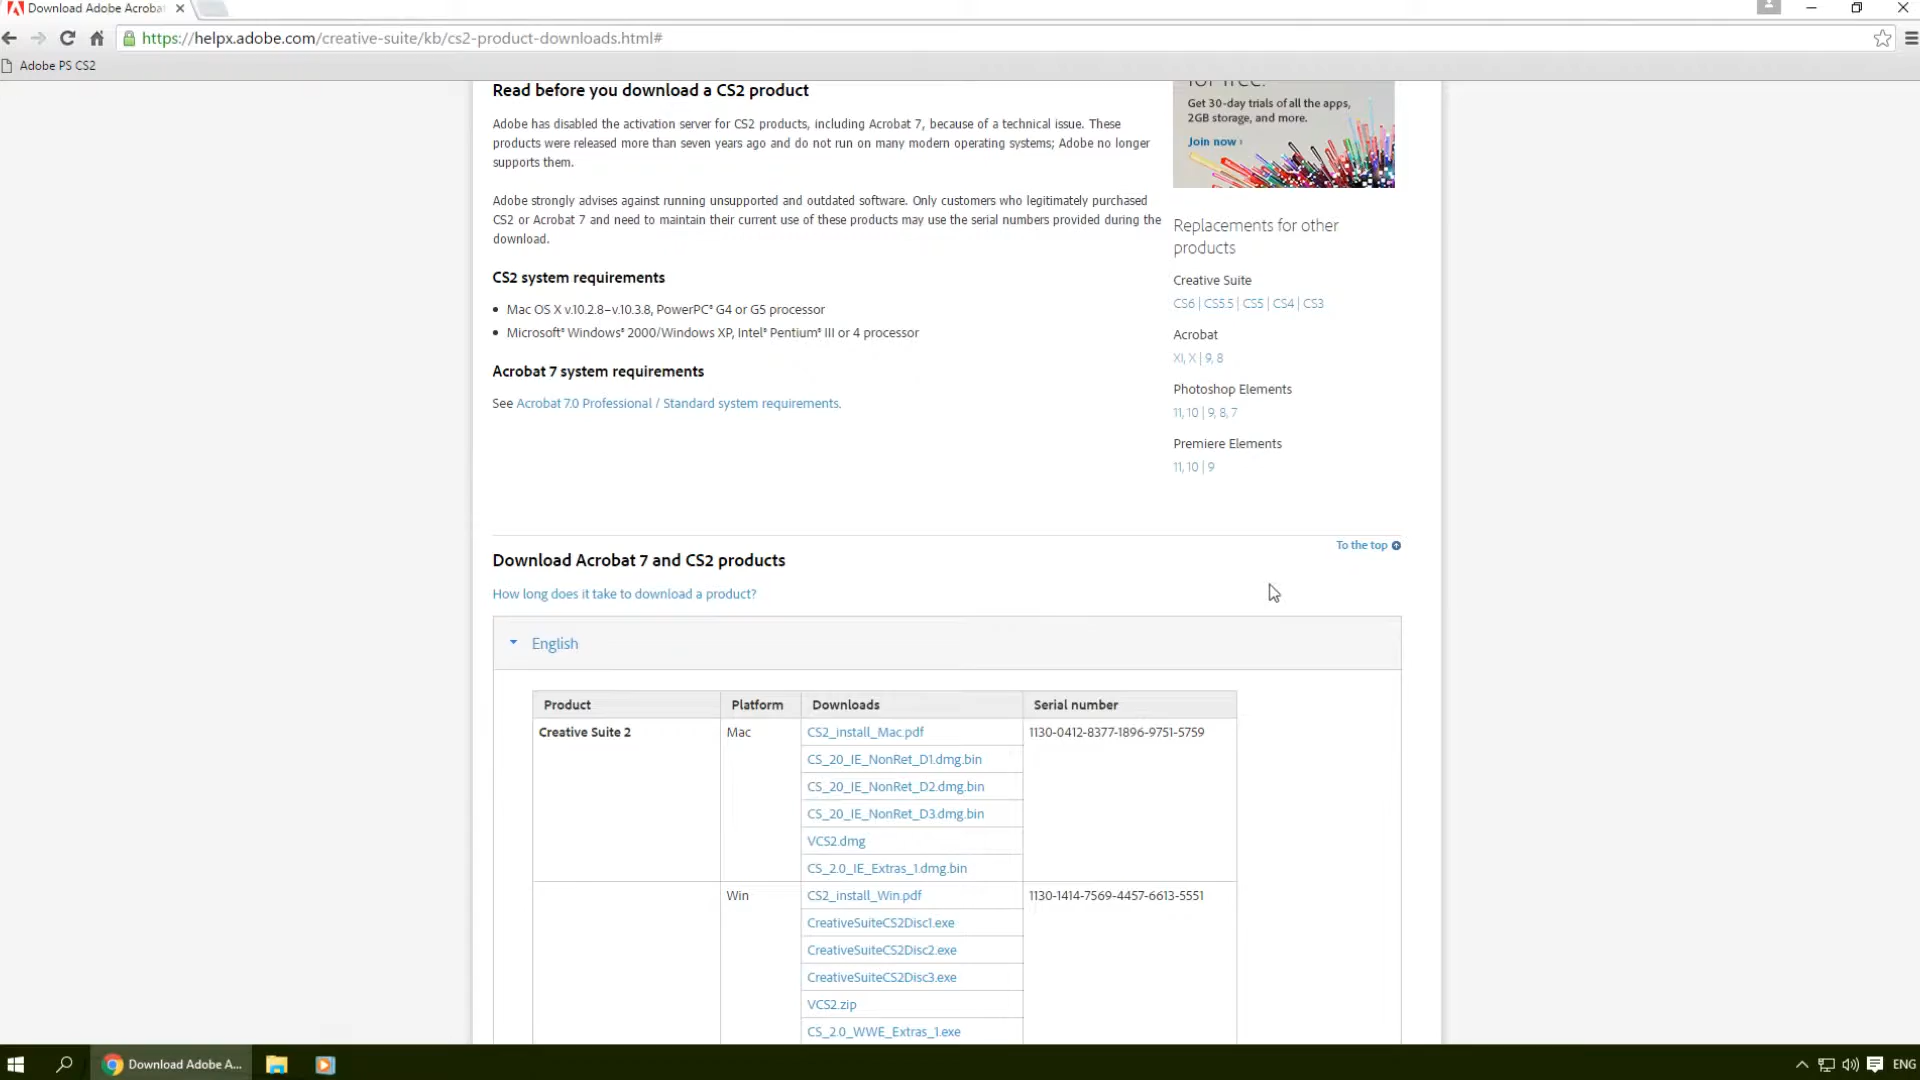 Download Adobe Acroba
https://helpx.adobe.com/creative-suite/kb/cs2-product-downloads.html#
Adobe PS CS2
Read before you download a CS2 product
Adobe has disabled the activation server for CS2 products, including Acrobat 7, because of a technical issue. These
products were released more than seven years ago and do not run on many modern operating systems; Adobe no longer
supports them.
Adobe strongly advises against running unsupported and outdated software. Only customers who legitimately purchased
CS2 or Acrobat 7 and need to maintain their current use of these products may use the serial numbers provided during the
download.
CS2 system requirements
• Mac OS X v.10.2.8–v.10.3.8, PowerPC® G4 or G5 processor
• Microsoft® Windows® 2000/Windows XP, Intel® Pentium® III or 4 processor
Acrobat 7 system requirements
See Acrobat 7.0 Professional / Standard system requirements.
for free.
Get 30-day trials of all the apps,
2GB storage, and more.
Join now ›
Replacements for other
products
Creative Suite
CS6 | CS5.5 | CS5 | CS4 | CS3
Acrobat
XI, X | 9, 8
Photoshop Elements
11, 10 | 9, 8, 7
Premiere Elements
11, 10 | 9
To the top
Download Acrobat 7 and CS2 products
How long does it take to download a product?
English
Product Platform Downloads Serial number
Creative Suite 2 Mac CS2_install_Mac.pdf 1130-0412-8377-1896-9751-5759
CS_20_IE_NonRet_D1.dmg.bin
CS_20_IE_NonRet_D2.dmg.bin
CS_20_IE_NonRet_D3.dmg.bin
VCS2.dmg
CS_2.0_IE_Extras_1.dmg.bin
Win CS2_install_Win.pdf 1130-1414-7569-4457-6613-5551
CreativeSuiteCS2Disc1.exe
CreativeSuiteCS2Disc2.exe
CreativeSuiteCS2Disc3.exe
VCS2.zip
CS_2.0_WWE_Extras_1.exe
Download Adobe A...
ENG